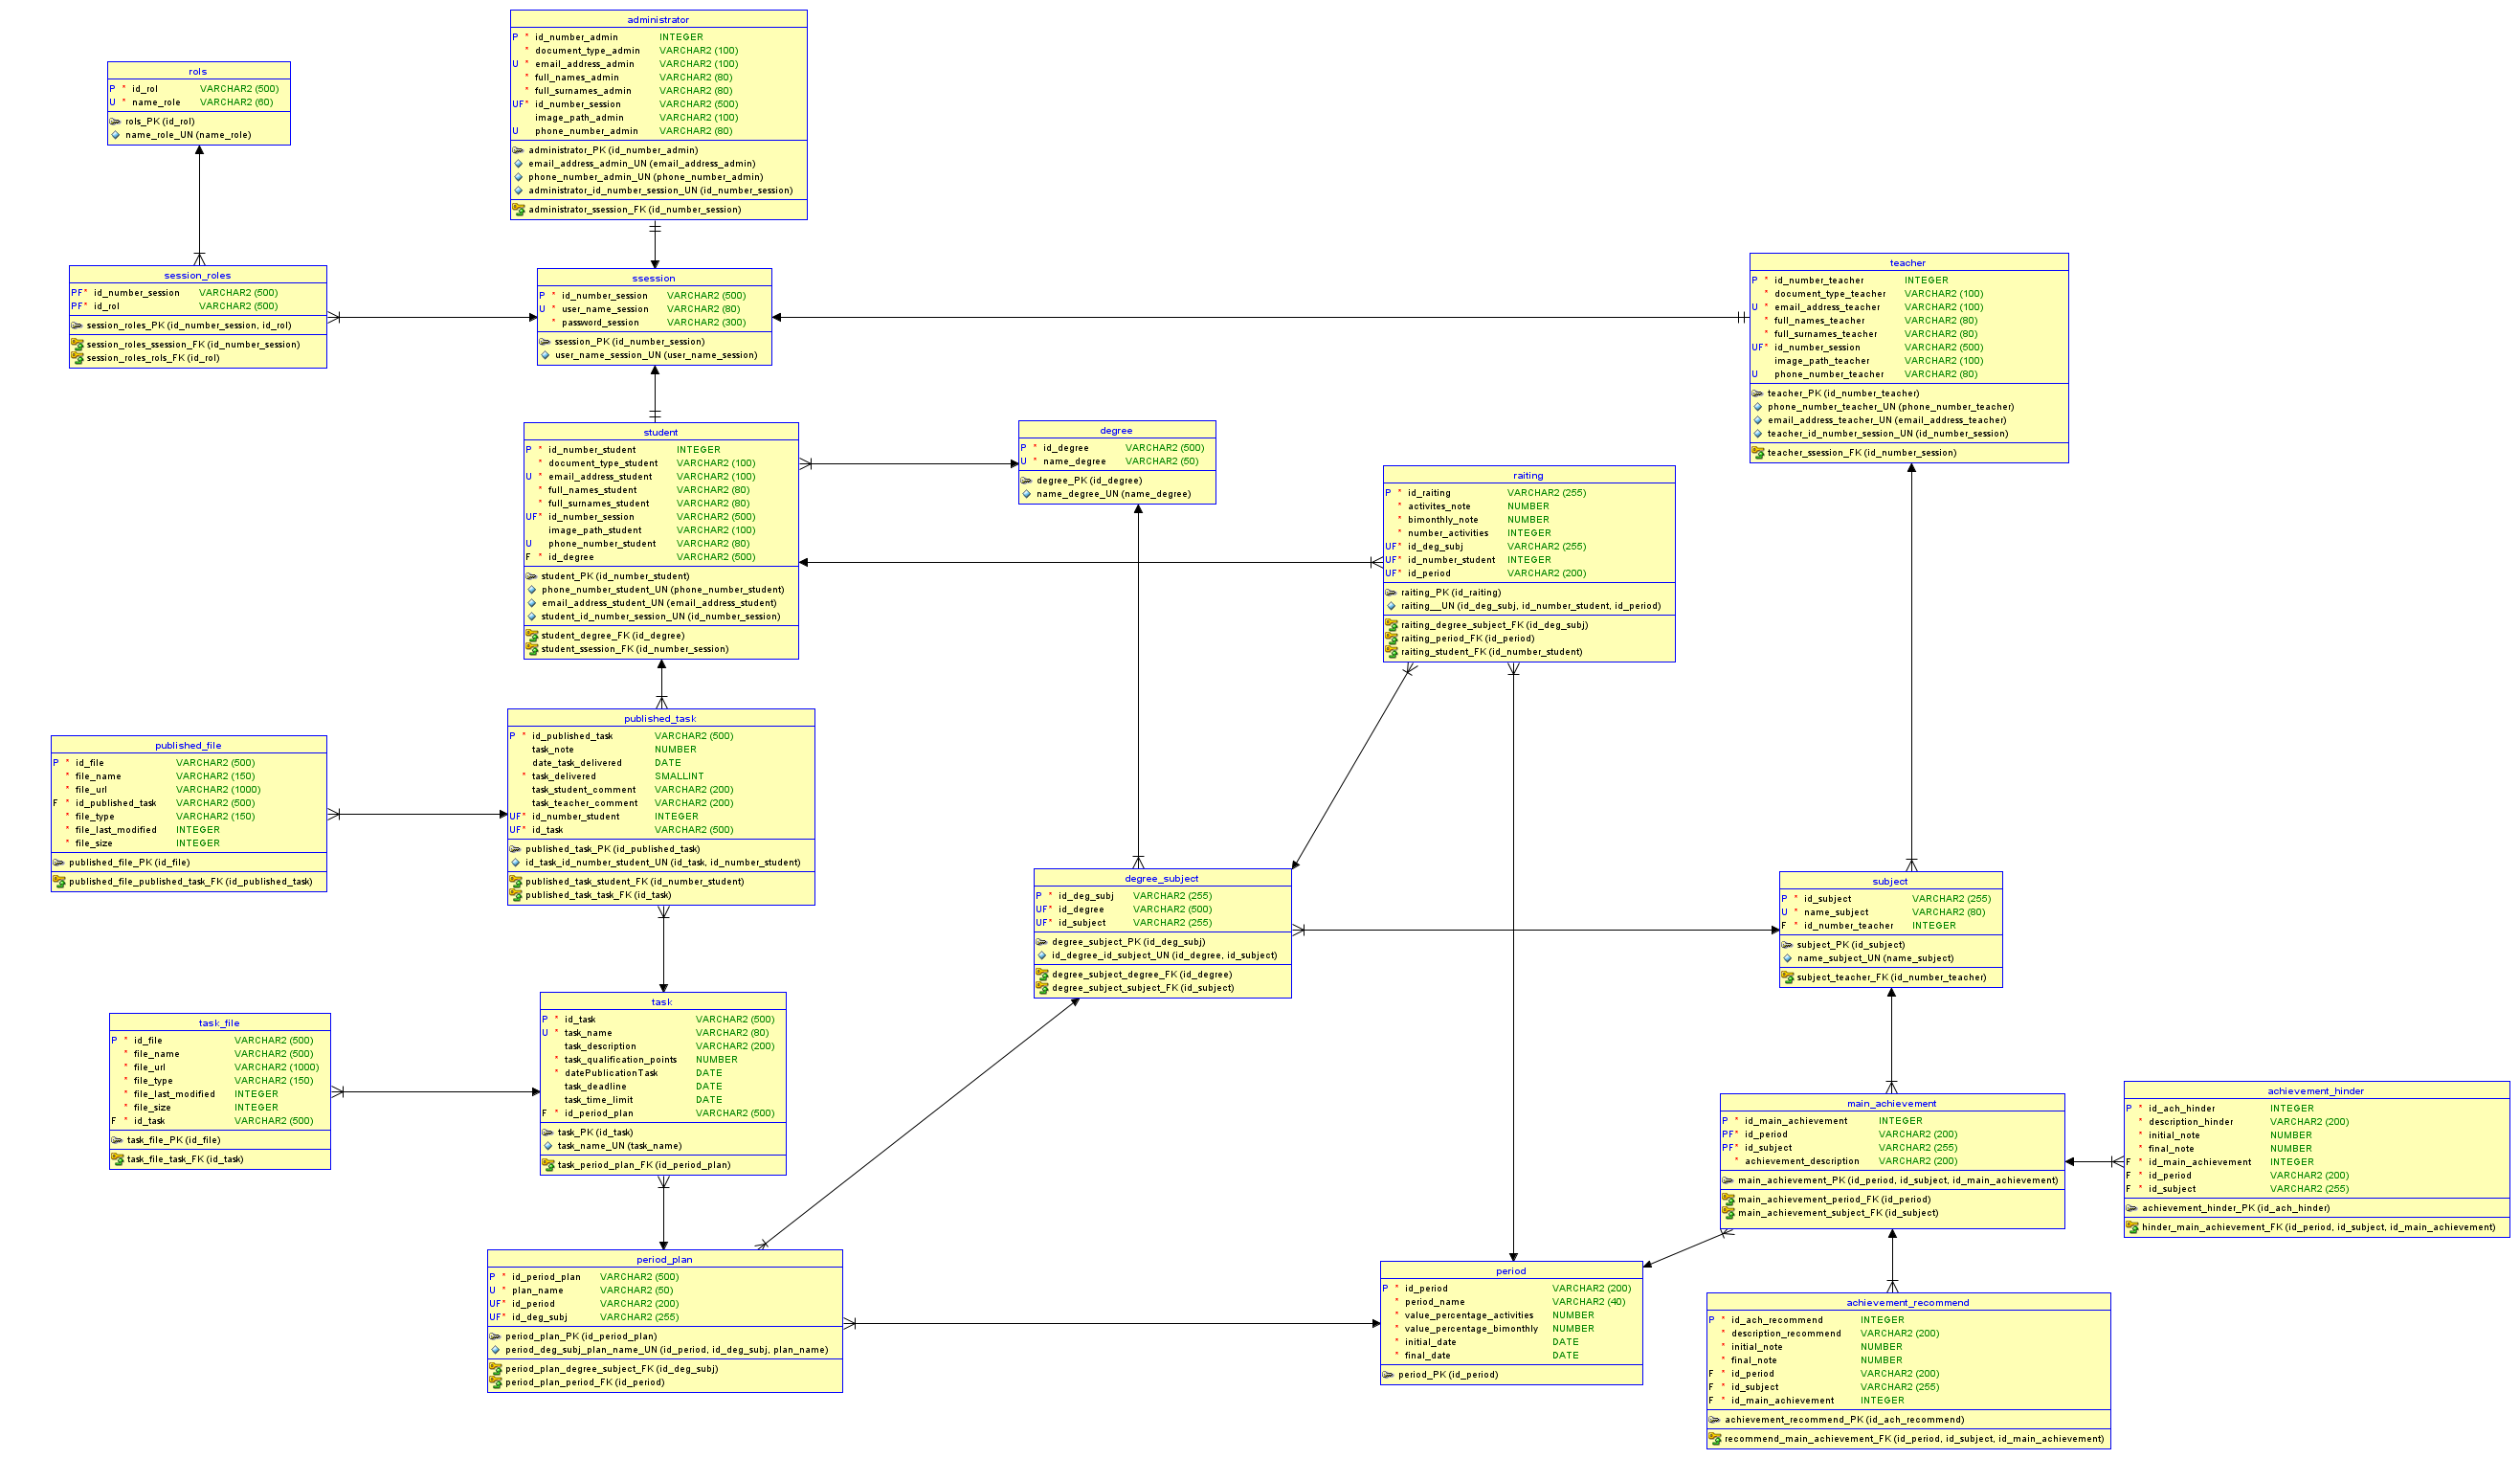 administrator
P * id_number_admin INTEGER
* document_type_admin VARCHAR2 (100)
U * email_address_admin VARCHAR2 (100)
* full_names_admin VARCHAR2 (80)
* full_surnames_admin VARCHAR2 (80)
UF* id_number_session VARCHAR2 (500)
image_path_admin VARCHAR2 (100)
U phone_number_admin VARCHAR2 (80)
administrator_PK (id_number_admin)
email_address_admin_UN (email_address_admin)
phone_number_admin_UN (phone_number_admin)
administrator_id_number_session_UN (id_number_session)
administrator_ssession_FK (id_number_session)
rols
P * id_rol VARCHAR2 (500)
U * name_role VARCHAR2 (60)
rols_PK (id_rol)
name_role_UN (name_role)
session_roles
PF* id_number_session VARCHAR2 (500)
PF* id_rol VARCHAR2 (500)
session_roles_PK (id_number_session, id_rol)
session_roles_ssession_FK (id_number_session)
session_roles_rols_FK (id_rol)
ssession
P * id_number_session VARCHAR2 (500)
U * user_name_session VARCHAR2 (80)
* password_session VARCHAR2 (300)
ssession_PK (id_number_session)
user_name_session_UN (user_name_session)
teacher
P * id_number_teacher INTEGER
* document_type_teacher VARCHAR2 (100)
U * email_address_teacher VARCHAR2 (100)
* full_names_teacher VARCHAR2 (80)
* full_surnames_teacher VARCHAR2 (80)
UF* id_number_session VARCHAR2 (500)
image_path_teacher VARCHAR2 (100)
U phone_number_teacher VARCHAR2 (80)
teacher_PK (id_number_teacher)
phone_number_teacher_UN (phone_number_teacher)
email_address_teacher_UN (email_address_teacher)
teacher_id_number_session_UN (id_number_session)
teacher_ssession_FK (id_number_session)
student
P * id_number_student INTEGER
* document_type_student VARCHAR2 (100)
U * email_address_student VARCHAR2 (100)
* full_names_student VARCHAR2 (80)
* full_surnames_student VARCHAR2 (80)
UF* id_number_session VARCHAR2 (500)
image_path_student VARCHAR2 (100)
U phone_number_student VARCHAR2 (80)
F * id_degree VARCHAR2 (500)
student_PK (id_number_student)
phone_number_student_UN (phone_number_student)
email_address_student_UN (email_address_student)
student_id_number_session_UN (id_number_session)
student_degree_FK (id_degree)
student_ssession_FK (id_number_session)
degree
P * id_degree VARCHAR2 (500)
U * name_degree VARCHAR2 (50)
degree_PK (id_degree)
name_degree_UN (name_degree)
raiting
P * id_raiting VARCHAR2 (255)
* activites_note NUMBER
* bimonthly_note NUMBER
* number_activities INTEGER
UF* id_deg_subj VARCHAR2 (255)
UF* id_number_student INTEGER
UF* id_period VARCHAR2 (200)
raiting_PK (id_raiting)
raiting__UN (id_deg_subj, id_number_student, id_period)
raiting_degree_subject_FK (id_deg_subj)
raiting_period_FK (id_period)
raiting_student_FK (id_number_student)
published_file
P * id_file VARCHAR2 (500)
* file_name VARCHAR2 (150)
* file_url VARCHAR2 (1000)
F * id_published_task VARCHAR2 (500)
* file_type VARCHAR2 (150)
* file_last_modified INTEGER
* file_size INTEGER
published_file_PK (id_file)
published_file_published_task_FK (id_published_task)
published_task
P * id_published_task VARCHAR2 (500)
task_note NUMBER
date_task_delivered DATE
* task_delivered SMALLINT
task_student_comment VARCHAR2 (200)
task_teacher_comment VARCHAR2 (200)
UF* id_number_student INTEGER
UF* id_task VARCHAR2 (500)
published_task_PK (id_published_task)
id_task_id_number_student_UN (id_task, id_number_student)
published_task_student_FK (id_number_student)
published_task_task_FK (id_task)
degree_subject
P * id_deg_subj VARCHAR2 (255)
UF* id_degree VARCHAR2 (500)
UF* id_subject VARCHAR2 (255)
degree_subject_PK (id_deg_subj)
id_degree_id_subject_UN (id_degree, id_subject)
degree_subject_degree_FK (id_degree)
degree_subject_subject_FK (id_subject)
subject
P * id_subject VARCHAR2 (255)
U * name_subject VARCHAR2 (80)
F * id_number_teacher INTEGER
subject_PK (id_subject)
name_subject_UN (name_subject)
subject_teacher_FK (id_number_teacher)
task_file
P * id_file VARCHAR2 (500)
* file_name VARCHAR2 (500)
* file_url VARCHAR2 (1000)
* file_type VARCHAR2 (150)
* file_last_modified INTEGER
* file_size INTEGER
F * id_task VARCHAR2 (500)
task_file_PK (id_file)
task_file_task_FK (id_task)
task
P * id_task VARCHAR2 (500)
U * task_name VARCHAR2 (80)
task_description VARCHAR2 (200)
* task_qualification_points NUMBER
* datePublicationTask DATE
task_deadline DATE
task_time_limit DATE
F * id_period_plan VARCHAR2 (500)
task_PK (id_task)
task_name_UN (task_name)
task_period_plan_FK (id_period_plan)
main_achievement
P * id_main_achievement INTEGER
PF* id_period VARCHAR2 (200)
PF* id_subject VARCHAR2 (255)
* achievement_description VARCHAR2 (200)
main_achievement_PK (id_period, id_subject, id_main_achievement)
main_achievement_period_FK (id_period)
main_achievement_subject_FK (id_subject)
achievement_hinder
P * id_ach_hinder INTEGER
* description_hinder VARCHAR2 (200)
* initial_note NUMBER
* final_note NUMBER
F * id_main_achievement INTEGER
F * id_period VARCHAR2 (200)
F * id_subject VARCHAR2 (255)
achievement_hinder_PK (id_ach_hinder)
hinder_main_achievement_FK (id_period, id_subject, id_main_achievement)
period_plan
P * id_period_plan VARCHAR2 (500)
U * plan_name VARCHAR2 (50)
UF* id_period VARCHAR2 (200)
UF* id_deg_subj VARCHAR2 (255)
period_plan_PK (id_period_plan)
period_deg_subj_plan_name_UN (id_period, id_deg_subj, plan_name)
period_plan_degree_subject_FK (id_deg_subj)
period_plan_period_FK (id_period)
period
P * id_period VARCHAR2 (200)
* period_name VARCHAR2 (40)
* value_percentage_activities NUMBER
* value_percentage_bimonthly NUMBER
* initial_date DATE
* final_date DATE
period_PK (id_period)
achievement_recommend
P * id_ach_recommend INTEGER
* description_recommend VARCHAR2 (200)
* initial_note NUMBER
* final_note NUMBER
F * id_period VARCHAR2 (200)
F * id_subject VARCHAR2 (255)
F * id_main_achievement INTEGER
achievement_recommend_PK (id_ach_recommend)
recommend_main_achievement_FK (id_period, id_subject, id_main_achievement)